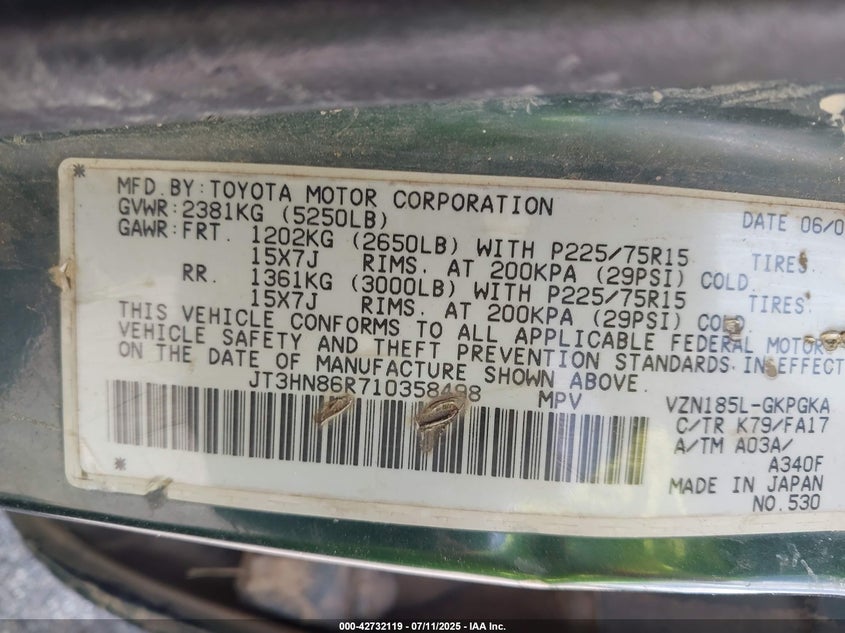 MFD.BY:TOYOTA MOTOR CORPORATION
GVWR:2381KG (5250LB) DATE 06/0
GAWR:FRT. 1202KG (2650LB) WITH P225/75R15 TIRES
15X7J RIMS. AT 200KPA (29PSI) COLD.
RR. 1361KG (3000LB) WITH P225/75R15 TIRES
15X7J RIMS. AT 200KPA (29PSI) COLD
THIS VEHICLE CONFORMS TO ALL APPLICABLE FEDERAL MOTOR
VEHICLE SAFETY AND THEFT PREVENTION STANDARDS IN EFFECT
ON THE DATE OF MANUFACTURE SHOWN ABOVE.
JT3HN86R710358498 MPV
VZN185L-GKPGKA
C/TR K79/FA17
A/TM A03A/
A340F
MADE IN JAPAN
NO.530
000-42732119 - 07/11/2025 - IAA Inc.